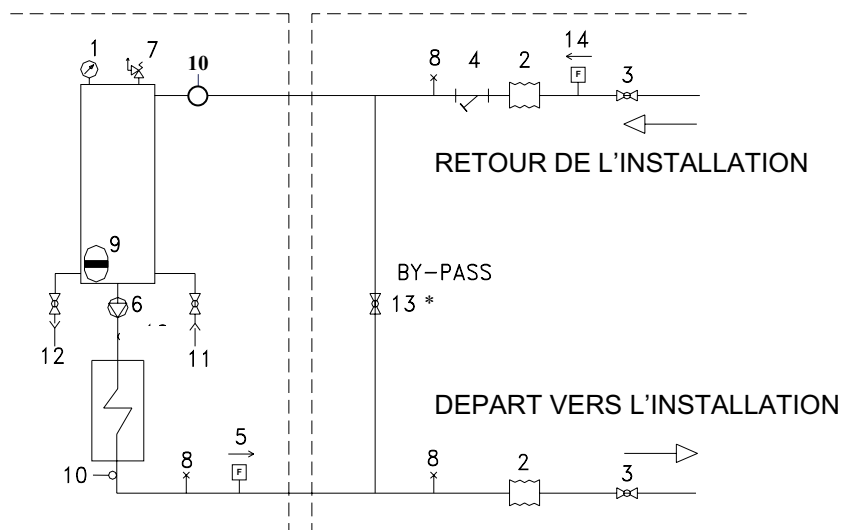 1 7 10 8 4 2 14 3
F
RETOUR DE L'INSTALLATION
9
BY-PASS
6 13 *
12 11
DEPART VERS L'INSTALLATION
5
8 8 2 3
10 F